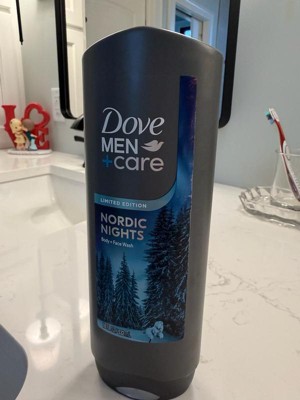 Dove
MEN
+care
LIMITED EDITION
NORDIC
NIGHTS
Body + Face Wash